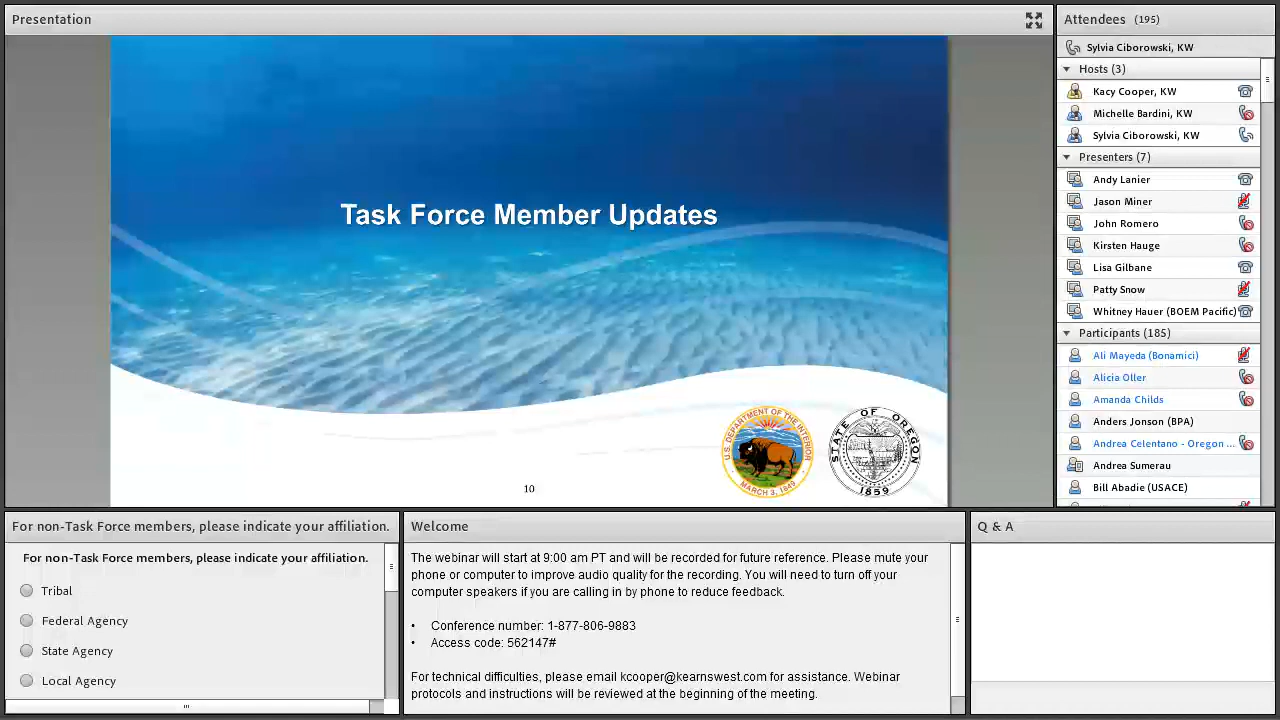 Presentation
Task Force Member Updates
U.S. DEPARTMENT OF THE INTERIOR
MARCH 3, 1849
STATE OF OREGON
1859
10
Attendees (195)
Sylvia Ciborowski, KW
Hosts (3)
Kacy Cooper, KW
Michelle Bardini, KW
Sylvia Ciborowski, KW
Presenters (7)
Andy Lanier
Jason Miner
John Romero
Kirsten Hauge
Lisa Gilbane
Patty Snow
Whitney Hauer (BOEM Pacific)
Participants (185)
Ali Mayeda (Bonamici)
Alicia Oller
Amanda Childs
Anders Jonson (BPA)
Andrea Celentano - Oregon ...
Andrea Sumerau
Bill Abadie (USACE)
For non-Task Force members, please indicate your affiliation.
For non-Task Force members, please indicate your affiliation.
Tribal
Federal Agency
State Agency
Local Agency
Welcome
The webinar will start at 9:00 am PT and will be recorded for future reference. Please mute your
phone or computer to improve audio quality for the recording. You will need to turn off your
computer speakers if you are calling in by phone to reduce feedback.
• Conference number: 1-877-806-9883
• Access code: 562147#
For technical difficulties, please email kcooper@kearnswest.com for assistance. Webinar
protocols and instructions will be reviewed at the beginning of the meeting.
Q & A